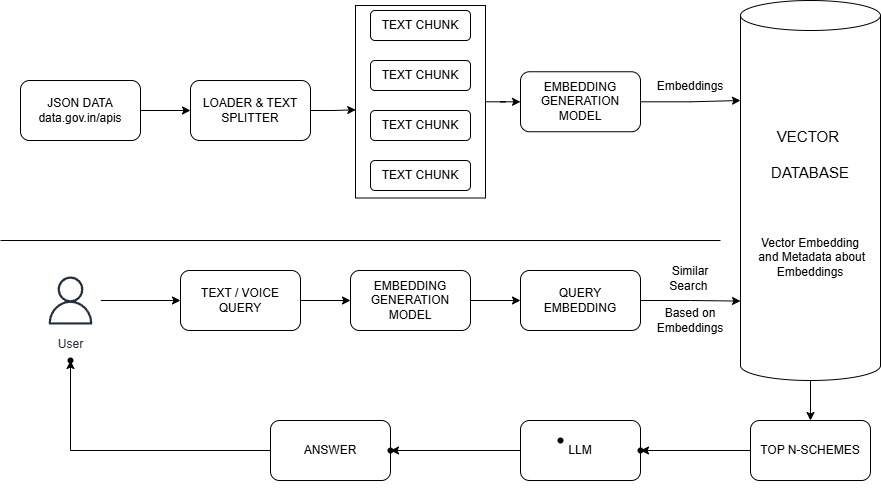 TEXT CHUNK
TEXT CHUNK
TEXT CHUNK
TEXT CHUNK
JSON DATA
data.gov.in/apis
LOADER & TEXT
SPLITTER
EMBEDDING
GENERATION
MODEL
Embeddings
VECTOR
DATABASE
Vector Embedding
and Metadata about
Embeddings
User
TEXT / VOICE
QUERY
EMBEDDING
GENERATION
MODEL
QUERY
EMBEDDING
Similar
Search
Based on
Embeddings
TOP N-SCHEMES
LLM
ANSWER